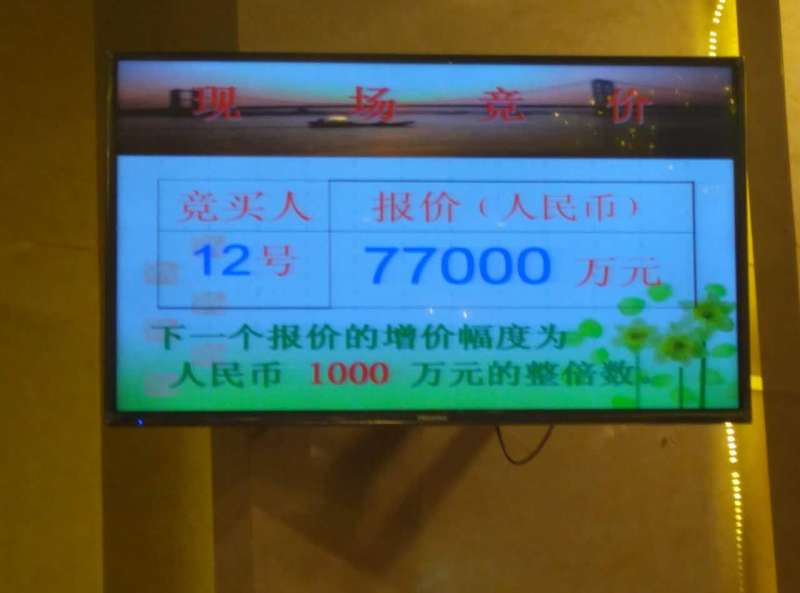 现 场 竞 价
竞买人 报价（人民币）
12号 77000 万元
下一个报价的增价幅度为
人民币 1000 万元的整倍数。